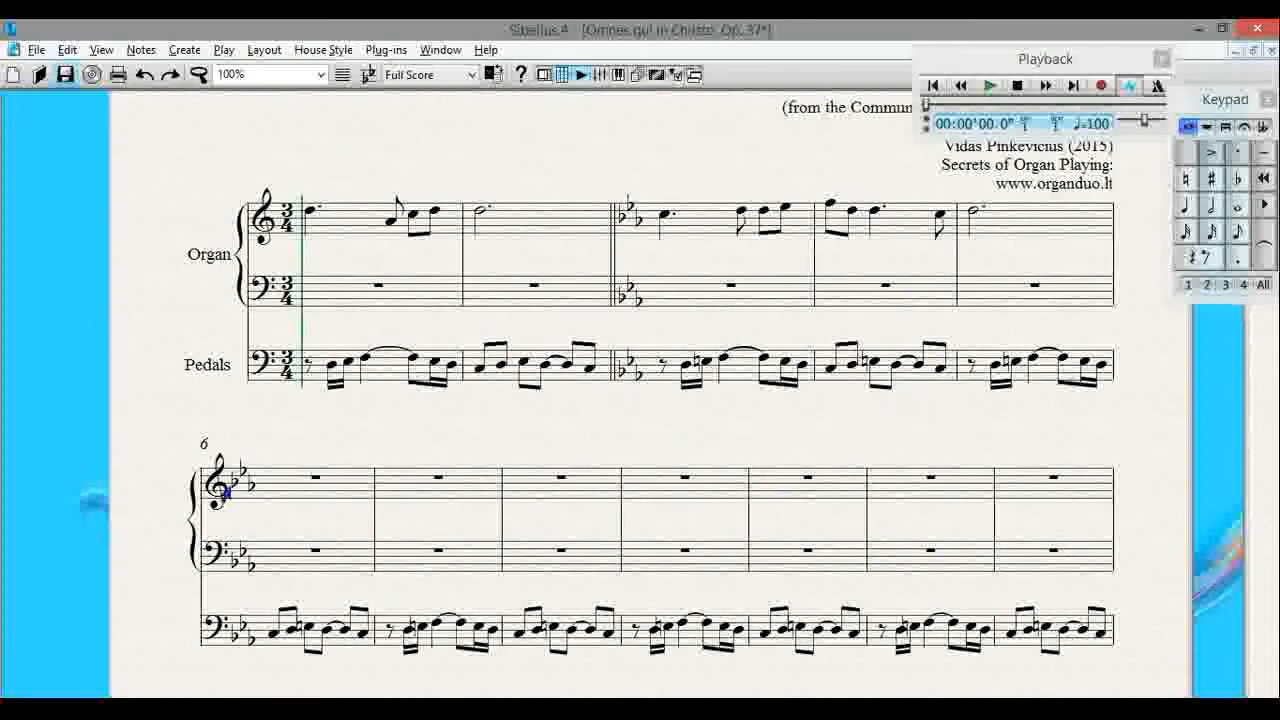 Sibelius 4 - [Omnes qui in Christo, Op. 37*]
File Edit View Notes Create Play Layout House Style Plug-ins Window Help
100% Full Score
Playback
00:00'00.0" 1 1 ♩=100
Keypad
1 2 3 4 All
(from the Commun
Vidas Pinkevicius (2015)
Secrets of Organ Playing:
www.organduo.lt
Organ
Pedals
6